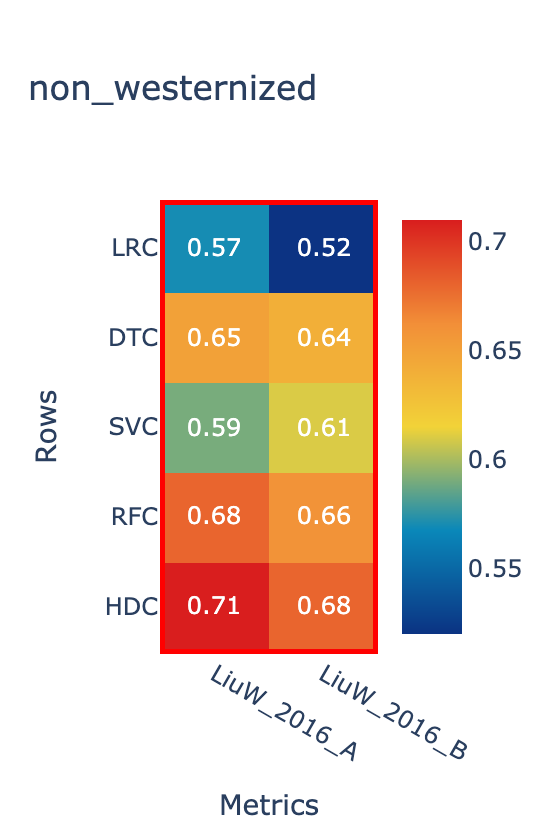 non_westernized
LRC 0.57 0.52
DTC 0.65 0.64
SVC 0.59 0.61
RFC 0.68 0.66
HDC 0.71 0.68
Rows
0.7
0.65
0.6
0.55
LiuW_2016_A
LiuW_2016_B
Metrics